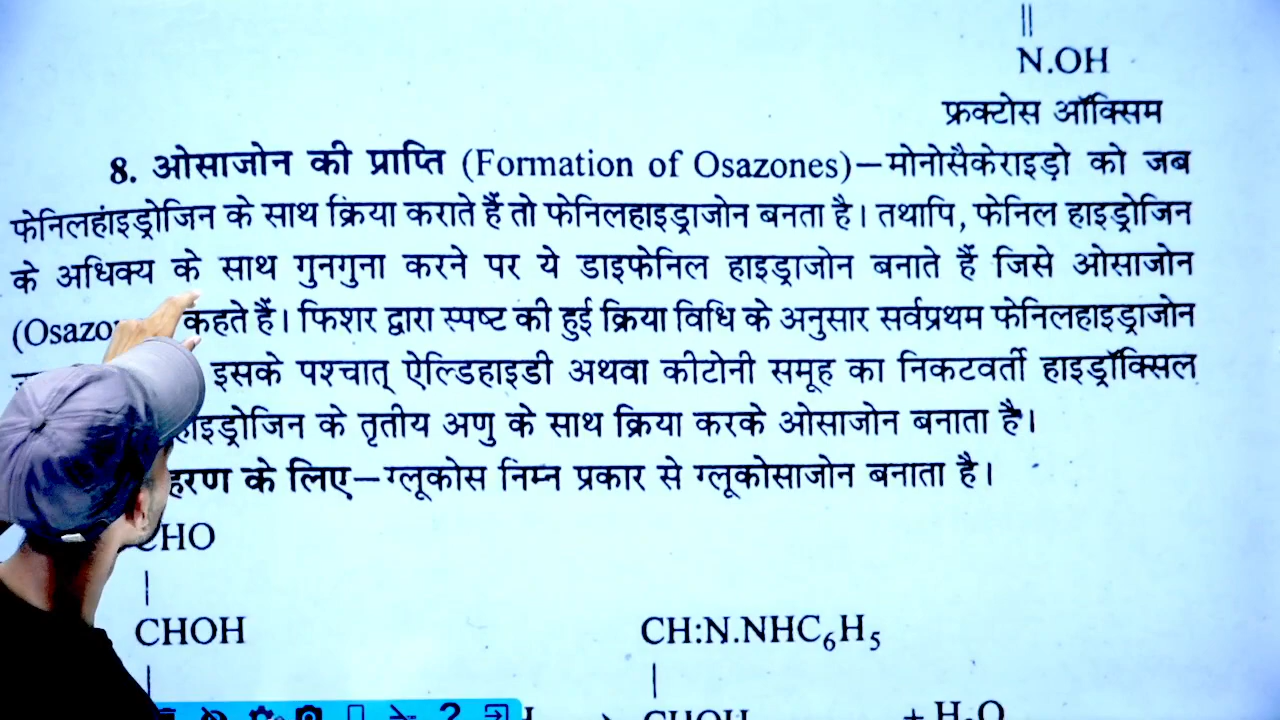 ||
N.OH
फ्रक्टोस ऑक्सिम
8. ओसाजोन की प्राप्ति (Formation of Osazones)—मोनोसैकेराइड़ो को जब
फेनिलहाइड्रोजिन के साथ क्रिया कराते हैं तो फेनिलहाइड्राजोन बनता है। तथापि, फेनिल हाइड्रोजिन
के अधिक्य के साथ गुनगुना करने पर ये डाइफेनिल हाइड्राजोन बनाते हैं जिसे ओसाजोन
(Osazo कहते हैं। फिशर द्वारा स्पष्ट की हुई क्रिया विधि के अनुसार सर्वप्रथम फेनिलहाइड्राजोन
इसके पश्चात् ऐल्डिहाइडी अथवा कीटोनी समूह का निकटवर्ती हाइड्रॉक्सिल
हाइड्रोजिन के तृतीय अणु के साथ क्रिया करके ओसाजोन बनाता है।
हरण के लिए—ग्लूकोस निम्न प्रकार से ग्लूकोसाजोन बनाता है।
CHO
|
CHOH CH:N.NHC₆H₅
| |
CHOH + H₂O